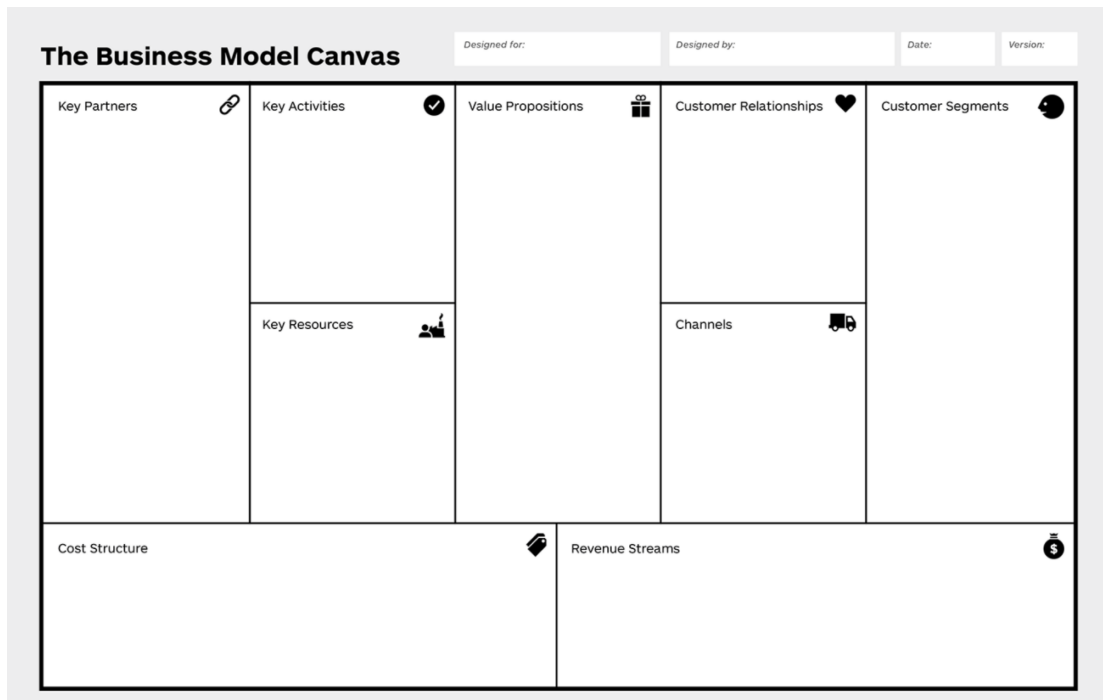 The Business Model Canvas
Designed for:
Designed by:
Date:
Version:
Key Partners
Key Activities
Value Propositions
Customer Relationships
Customer Segments
Key Resources
Channels
Cost Structure
Revenue Streams
$